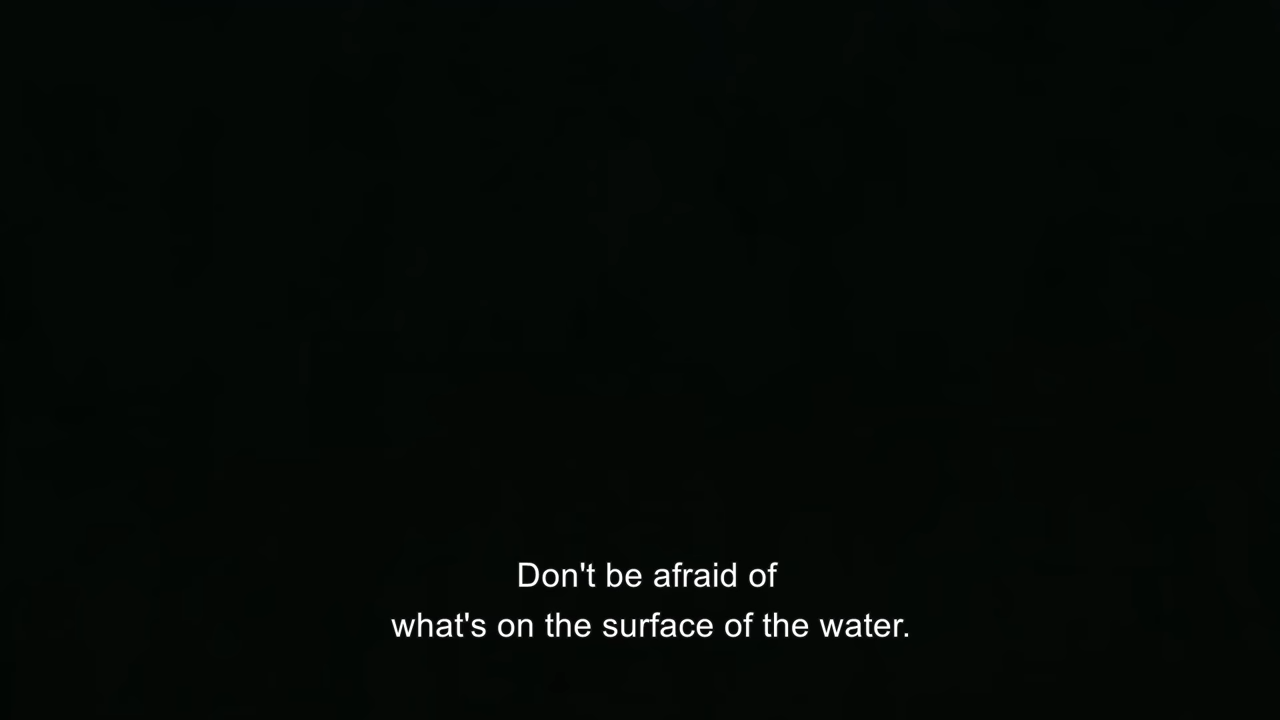 Don't be afraid of
what's on the surface of the water.